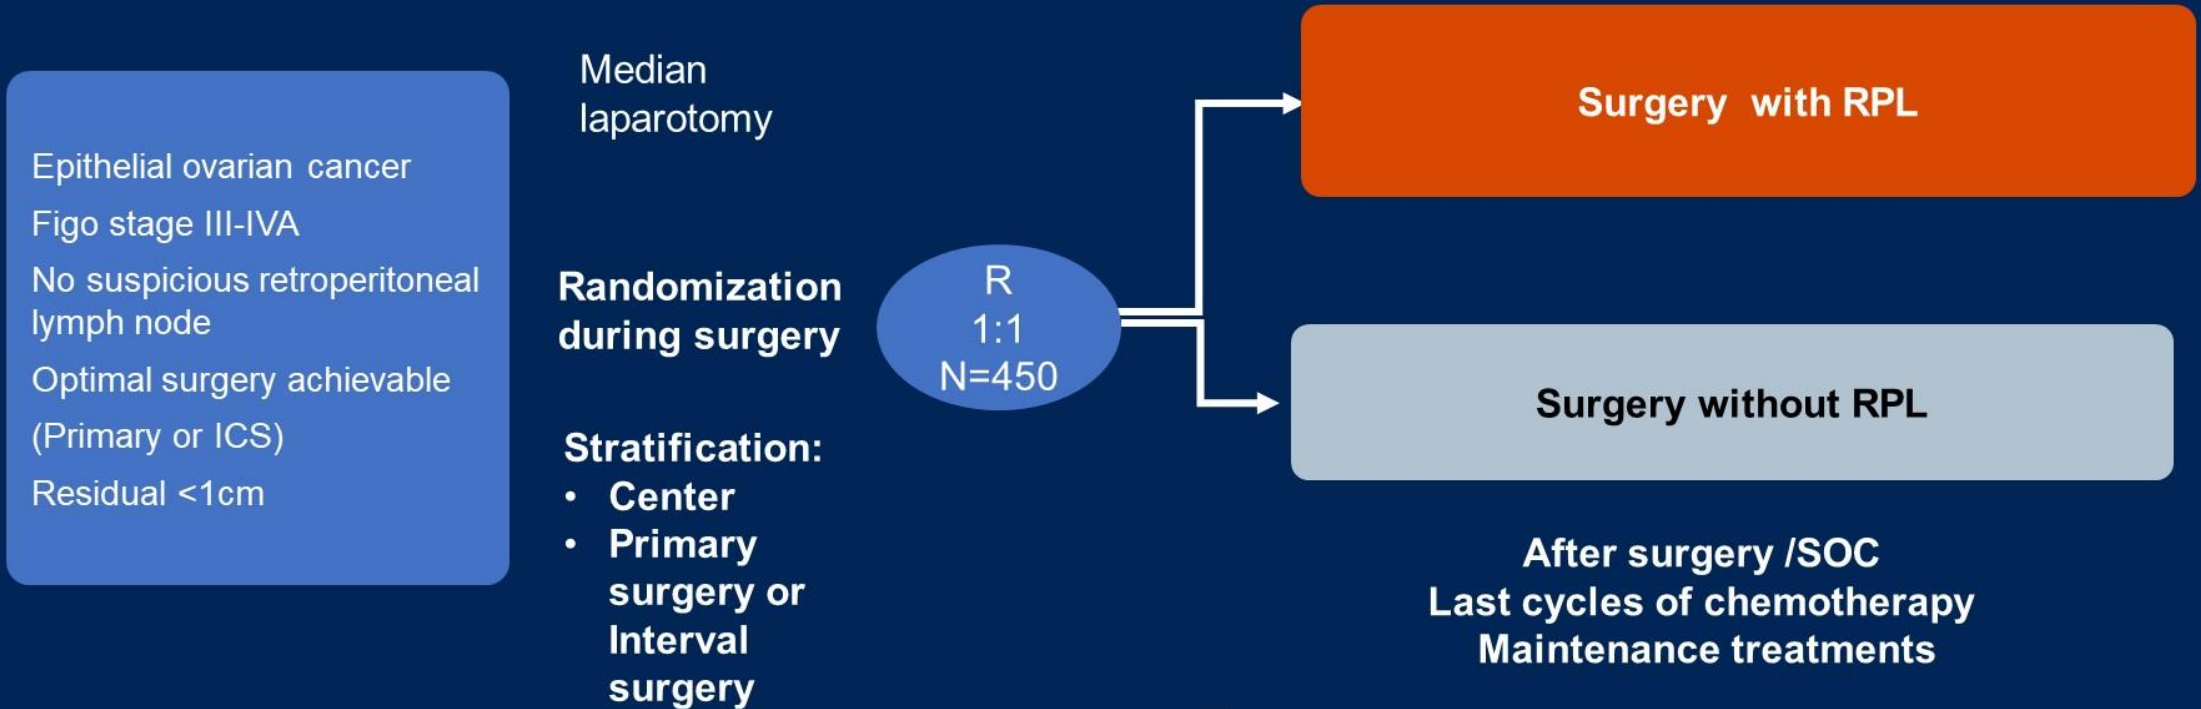 Epithelial ovarian cancer
Figo stage III-IVA
No suspicious retroperitoneal
lymph node
Optimal surgery achievable
(Primary or ICS)
Residual <1cm
Median
laparotomy
Randomization
during surgery
Stratification:
• Center
• Primary
surgery or
Interval
surgery
R
1:1
N=450
Surgery with RPL
Surgery without RPL
After surgery /SOC
Last cycles of chemotherapy
Maintenance treatments